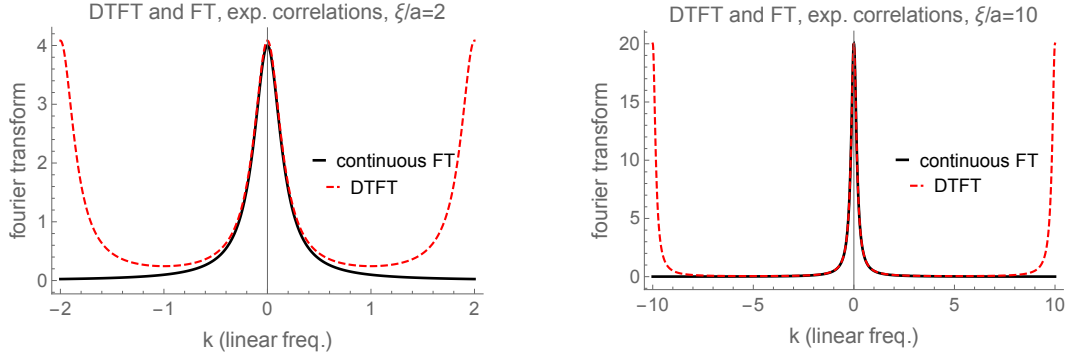 DTFT and FT, exp. correlations, ξ/a=2
4
3
2
1
0
fourier transform
continuous FT
DTFT
−2
−1
0
1
2
k (linear freq.)
DTFT and FT, exp. correlations, ξ/a=10
20
15
10
5
0
fourier transform
continuous FT
DTFT
−10
−5
0
5
10
k (linear freq.)